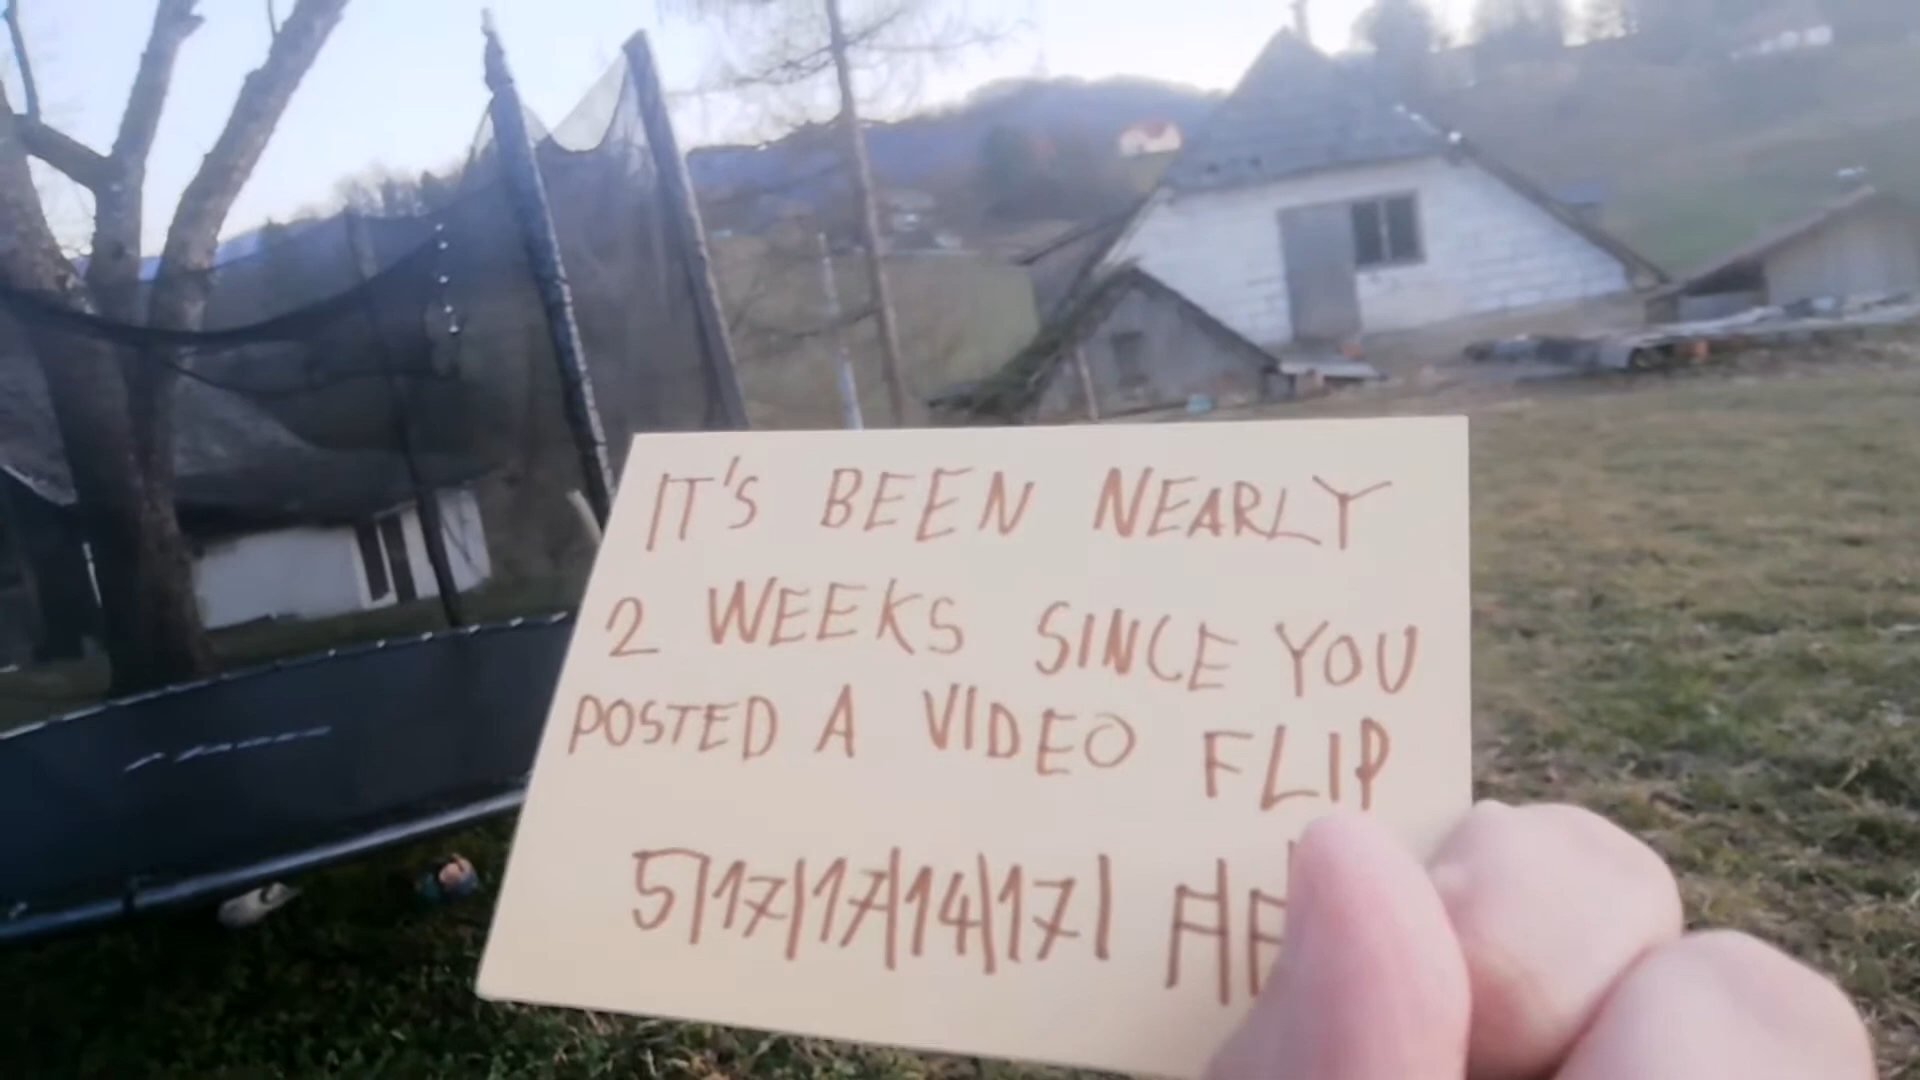 IT'S BEEN NEARLY
2 WEEKS SINCE YOU
POSTED A VIDEO FLIP
5|17|17|14|17|